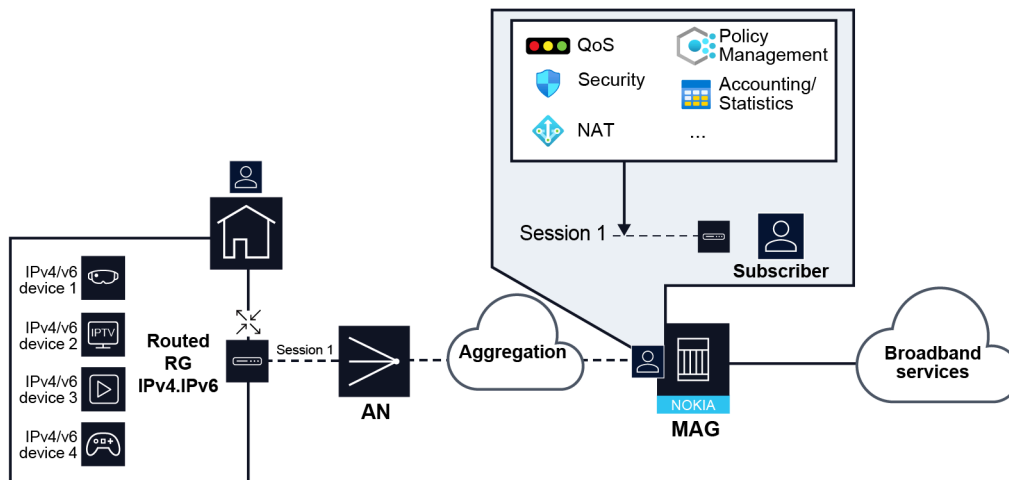 QoS
Policy
Management
Security
Accounting/
Statistics
NAT
...
Session 1
Subscriber
IPv4/v6
device 1
IPv4/v6
device 2
IPTV
IPv4/v6
device 3
IPv4/v6
device 4
Routed
RG
IPv4.IPv6
Session 1
AN
Aggregation
NOKIA
MAG
Broadband
services